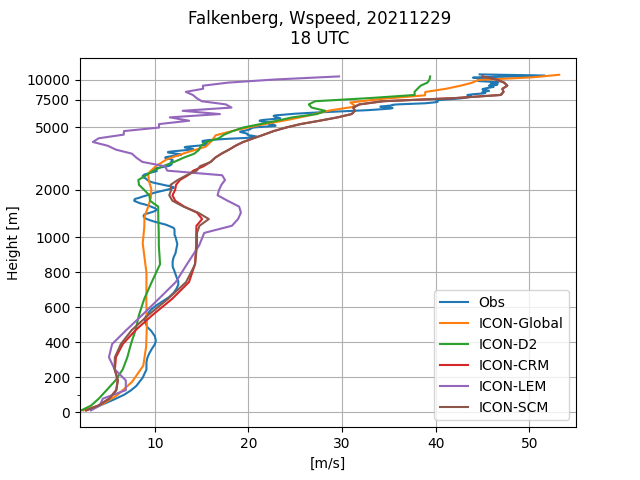 Falkenberg, Wspeed, 20211229
18 UTC
10000
7500
5000
2000
1000
800
600
400
200
0
Height [m]
Obs
ICON-Global
ICON-D2
ICON-CRM
ICON-LEM
ICON-SCM
10 20 30 40 50
[m/s]